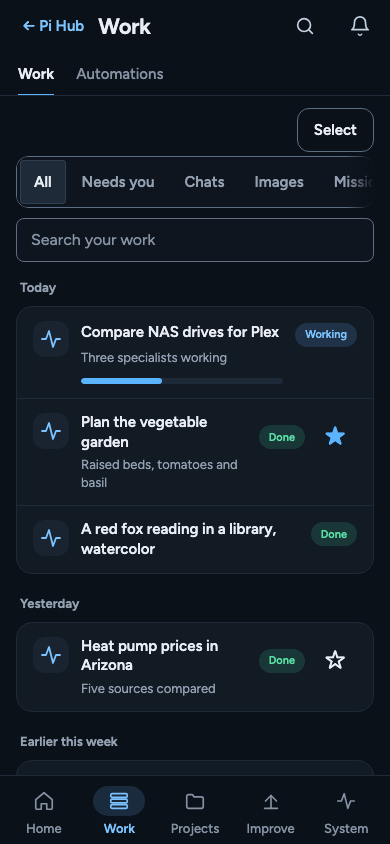 ← Pi Hub Work
Work Automations
Select
All Needs you Chats Images Missio
Search your work
Today
Compare NAS drives for Plex Working
Three specialists working
Plan the vegetable
garden
Done
Raised beds, tomatoes and
basil
A red fox reading in a library,
watercolor
Done
Yesterday
Heat pump prices in
Arizona
Done
Five sources compared
Earlier this week
Home Work Projects Improve System